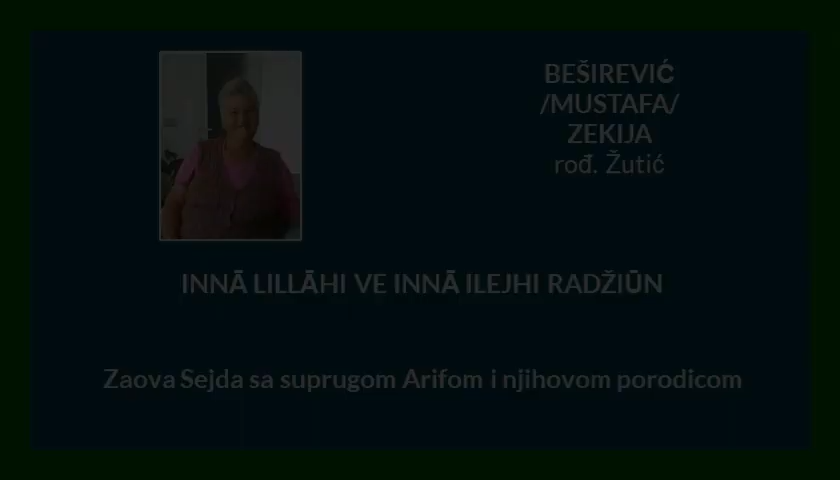 BEŠIREVIĆ
/MUSTAFA/
ZEKIJA
rođ. Žutić
INNĀ LILLĀHI VE INNĀ ILEJHI RADŽIŪN
Zaova Sejda sa suprugom Arifom i njihovom porodicom